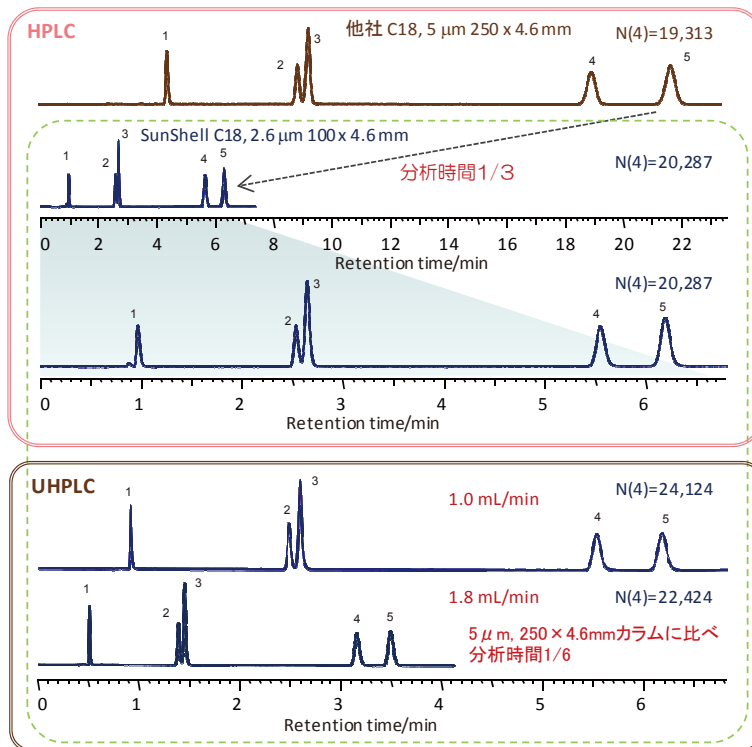 HPLC
他社 C18, 5 μm 250 x 4.6 mm
N(4)=19,313
1
2
3
4
5
SunShell C18, 2.6 μm 100 x 4.6 mm
分析時間1/3
N(4)=20,287
1
2
3
4
5
0 2 4 6 8 10 12 14 16 18 20 22
Retention time/min
N(4)=20,287
1
2
3
4
5
0 1 2 3 4 5 6
Retention time/min
UHPLC
1.0 mL/min
N(4)=24,124
1
2
3
4
5
1.8 mL/min
N(4)=22,424
1
2
3
4
5
5μm, 250×4.6mmカラムに比べ
分析時間1/6
0 1 2 3 4 5 6
Retention time/min